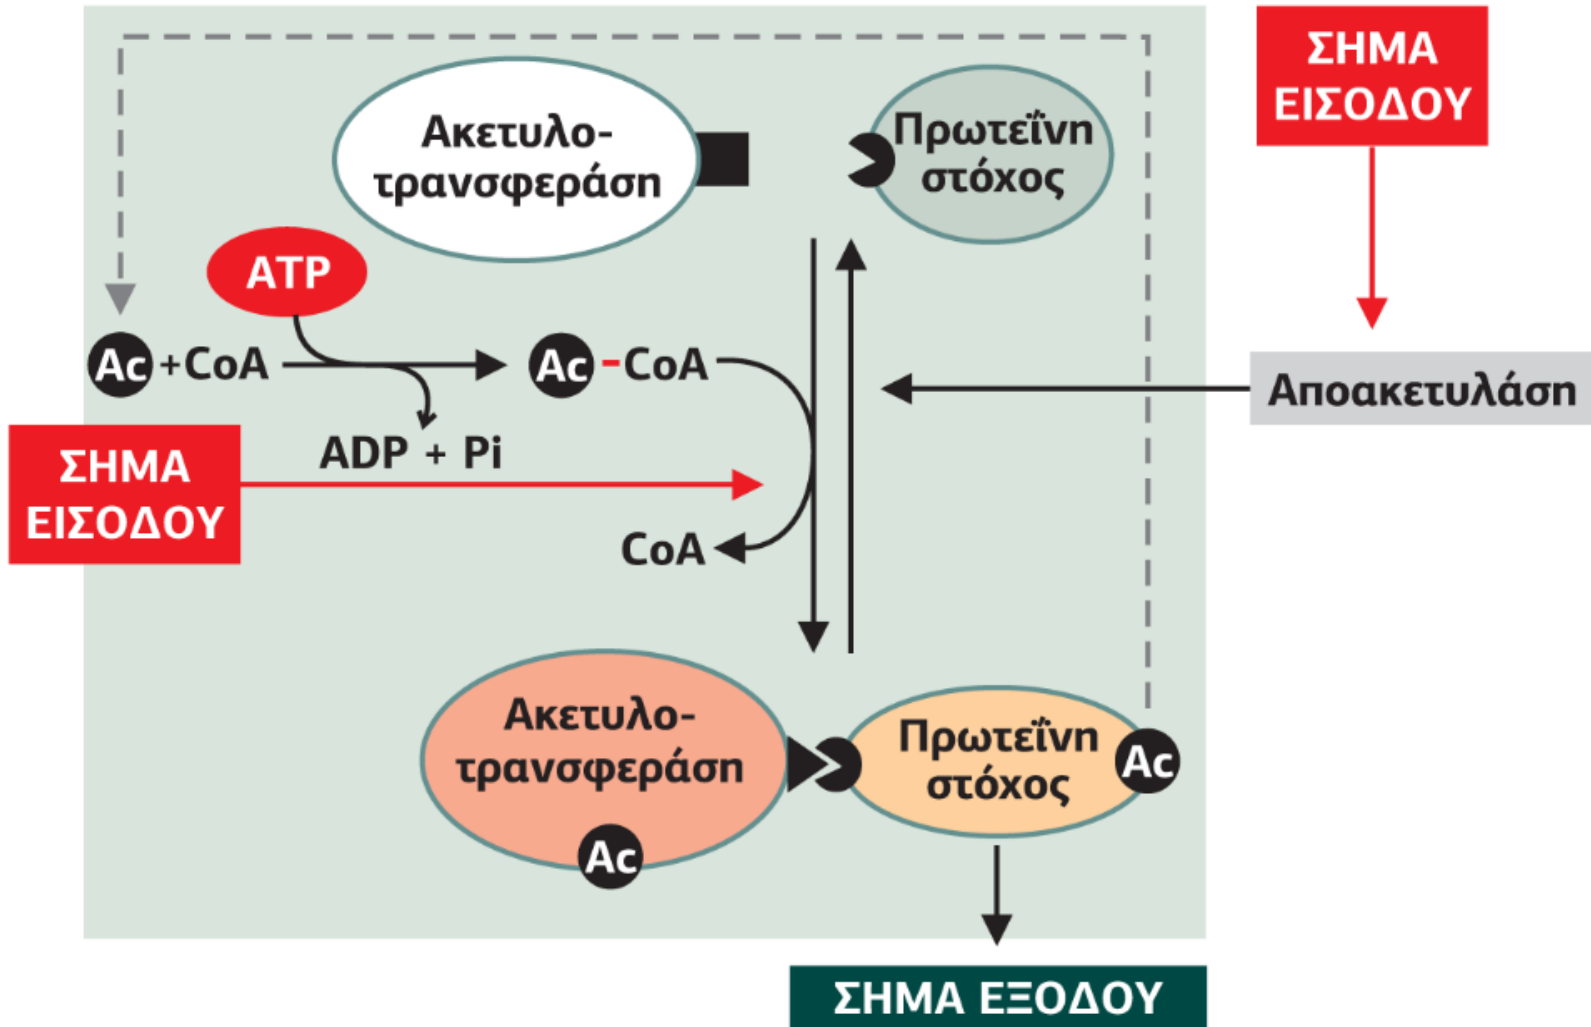 ΣΗΜΑ
ΕΙΣΟΔΟΥ
Ακετυλο-
τρανσφεράση
Πρωτεΐνη
στόχος
ATP
Ac +CoA
Ac -CoA
Αποακετυλάση
ADP + Pi
ΣΗΜΑ
ΕΙΣΟΔΟΥ
CoA
Ακετυλο-
τρανσφεράση
Ac
Πρωτεΐνη
στόχος
Ac
ΣΗΜΑ ΕΞΟΔΟΥ